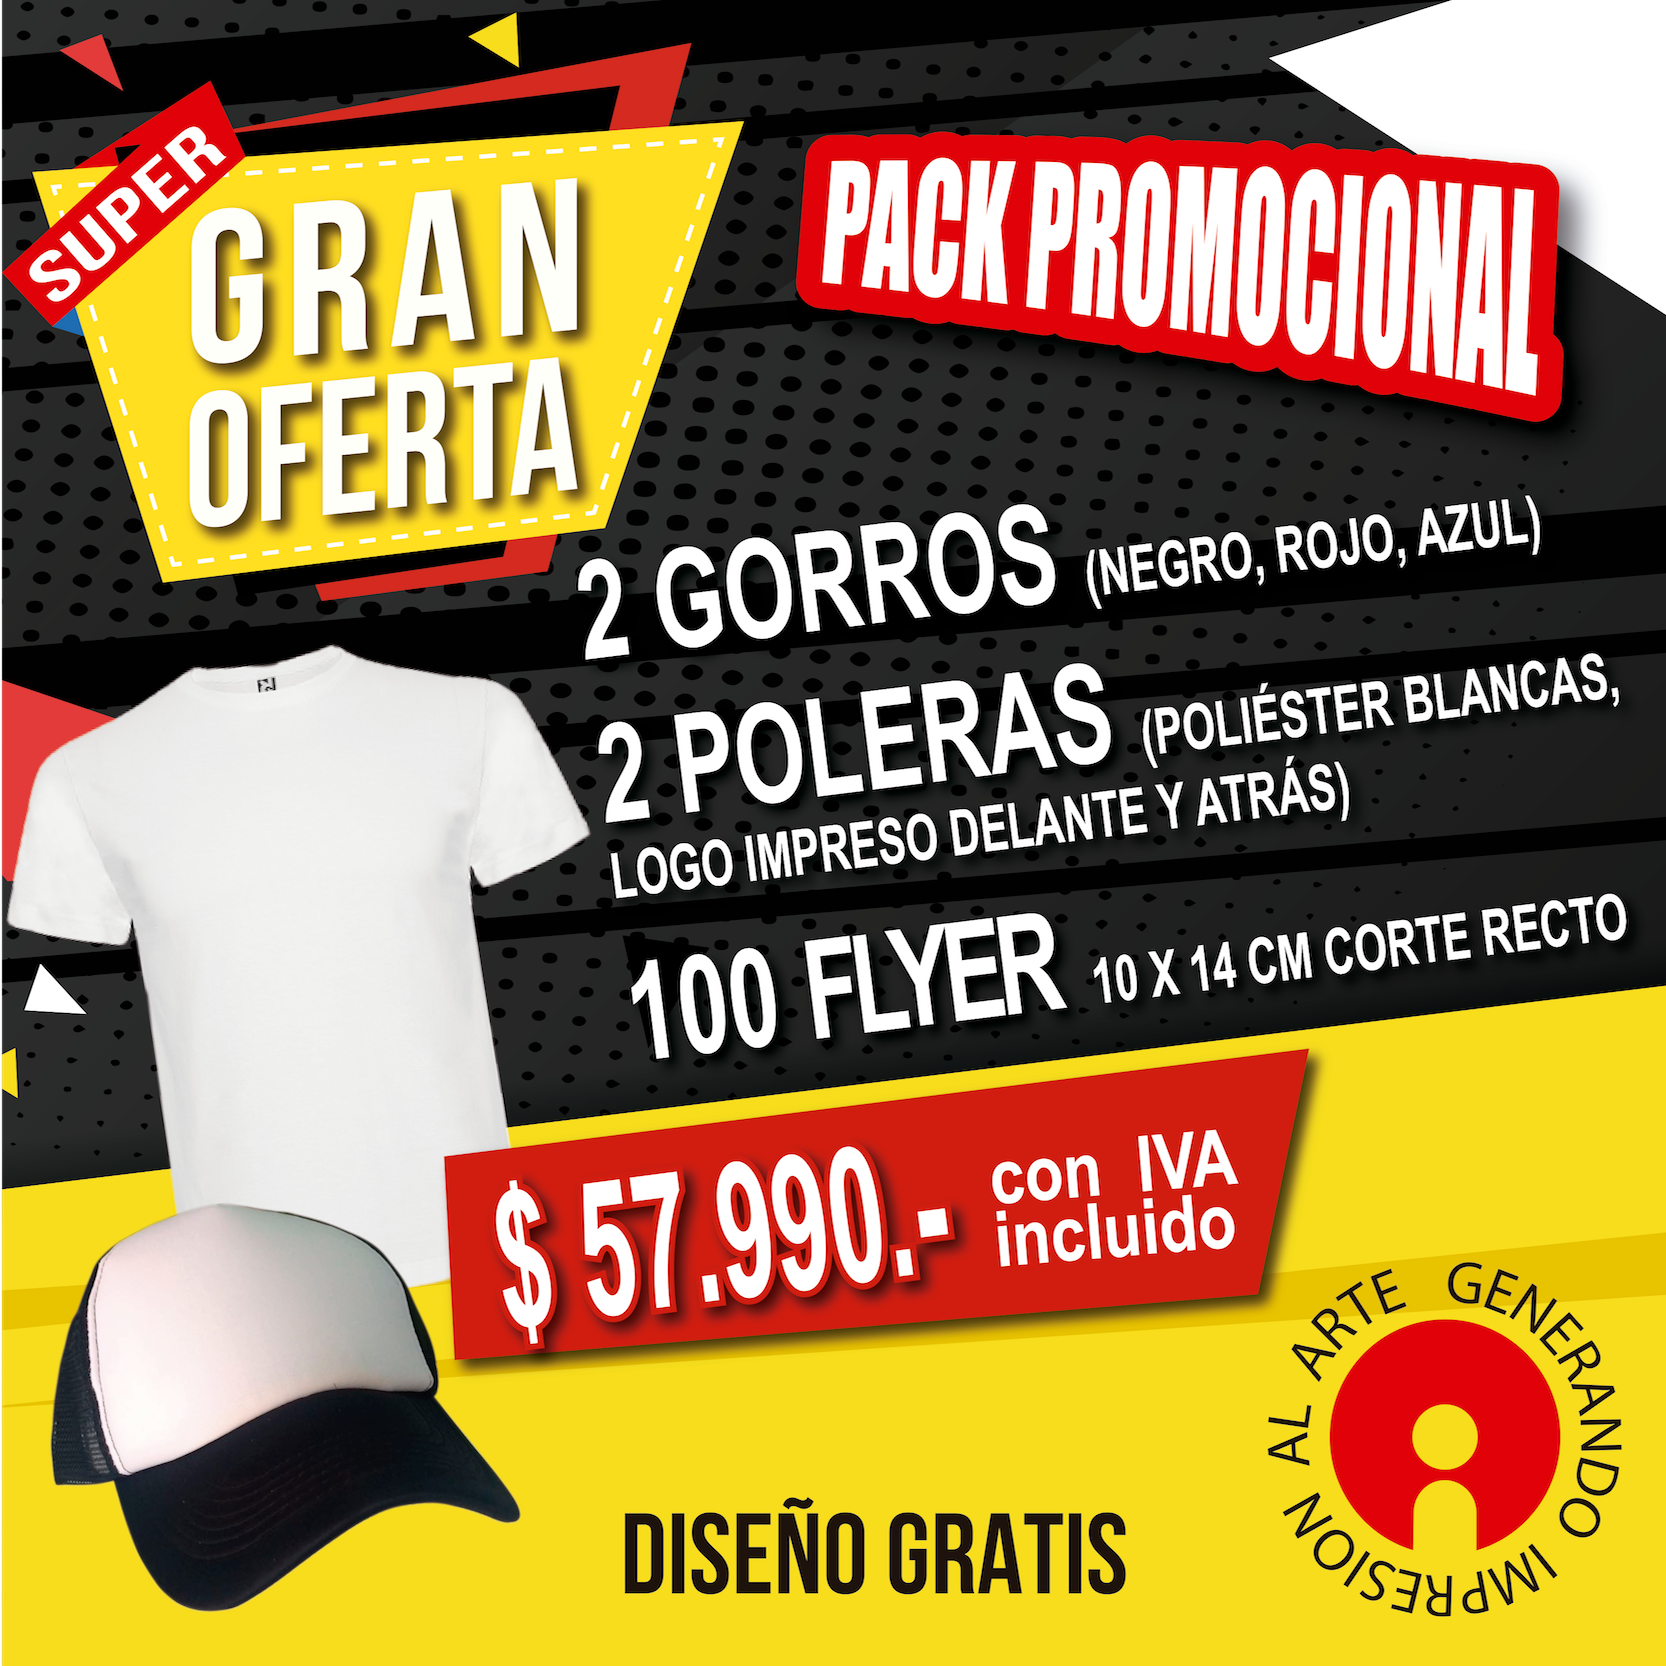 SUPER
GRAN
OFERTA
PACK PROMOCIONAL
2 GORROS (NEGRO, ROJO, AZUL)
2 POLERAS (POLIÉSTER BLANCAS,
LOGO IMPRESO DELANTE Y ATRÁS)
100 FLYER 10 X 14 CM CORTE RECTO
$ 57.990.- con IVA
incluido
AL ARTE GENERANDO IMPRESION
DISEÑO GRATIS